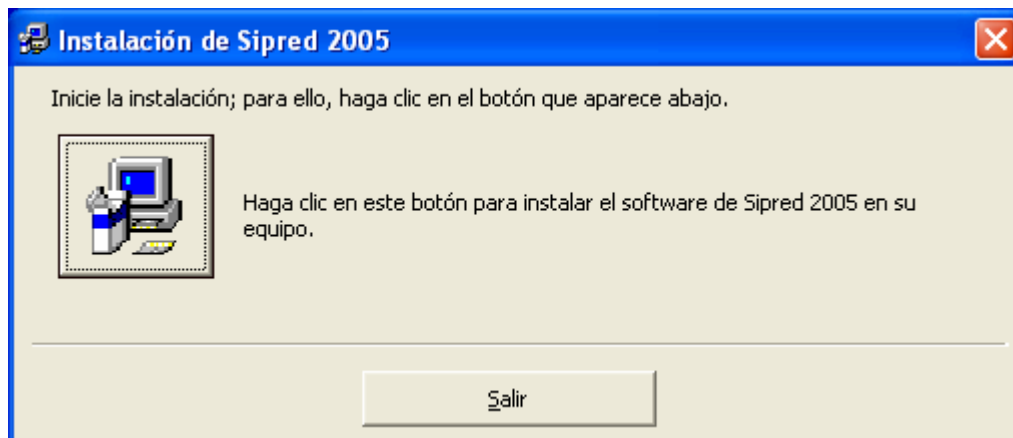 Instalación de Sipred 2005
Inicie la instalación; para ello, haga clic en el botón que aparece abajo.
Haga clic en este botón para instalar el software de Sipred 2005 en su
equipo.
Salir